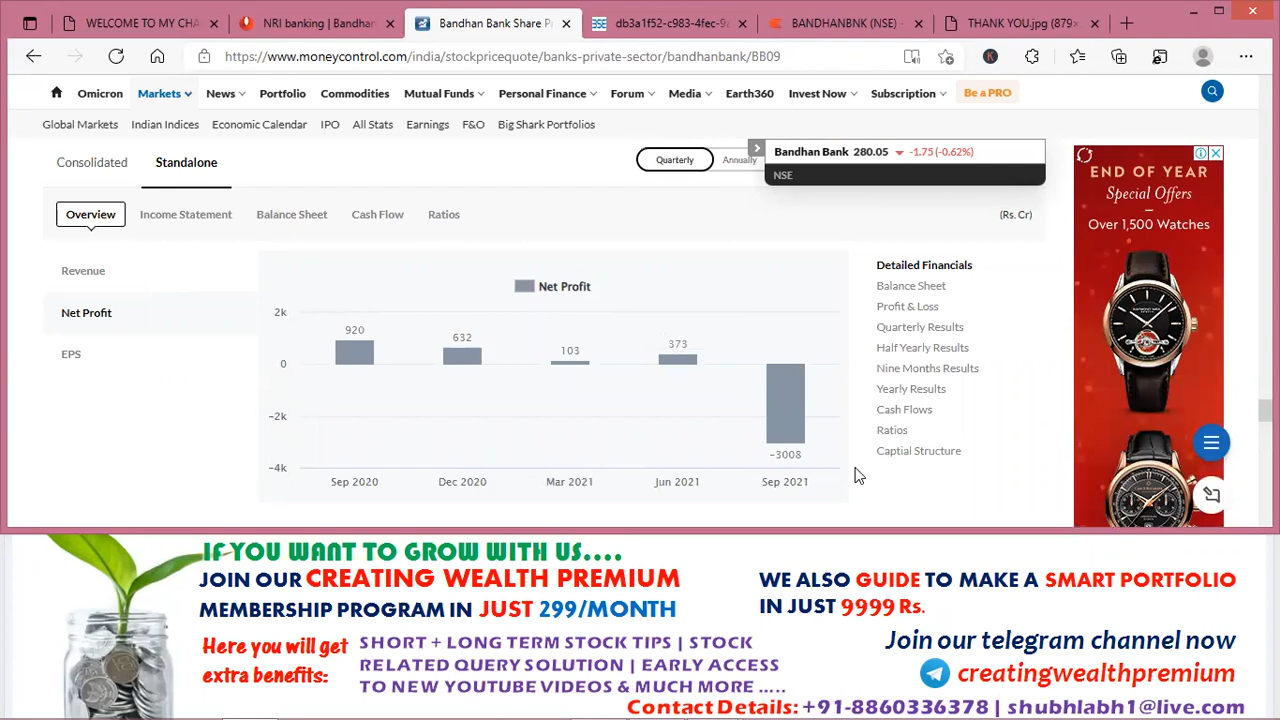 WELCOME TO MY CHA
NRI banking | Bandhan
Bandhan Bank Share Pr
db3a1f52-c983-4fec-9a
BANDHANBNK (NSE) -
THANK YOU.jpg (879×
https://www.moneycontrol.com/india/stockpricequote/banks-private-sector/bandhanbank/BB09
K
Omicron Markets News Portfolio Commodities Mutual Funds Personal Finance Forum Media Earth360 Invest Now Subscription Be a PRO
Global Markets Indian Indices Economic Calendar IPO All Stats Earnings F&O Big Shark Portfolios
Consolidated Standalone Quarterly Annually
Bandhan Bank 280.05 -1.75 (-0.62%)
NSE
Overview Income Statement Balance Sheet Cash Flow Ratios (Rs. Cr)
Revenue
Net Profit
EPS
Net Profit
2k
0
-2k
-4k
920
632
103
373
-3008
Sep 2020 Dec 2020 Mar 2021 Jun 2021 Sep 2021
Detailed Financials
Balance Sheet
Profit & Loss
Quarterly Results
Half Yearly Results
Nine Months Results
Yearly Results
Cash Flows
Ratios
Captial Structure
END OF YEAR
Special Offers
Over 1,500 Watches
IF YOU WANT TO GROW WITH US....
JOIN OUR CREATING WEALTH PREMIUM
MEMBERSHIP PROGRAM IN JUST 299/MONTH
Here you will get
extra benefits:
SHORT + LONG TERM STOCK TIPS | STOCK
RELATED QUERY SOLUTION | EARLY ACCESS
TO NEW YOUTUBE VIDEOS & MUCH MORE .....
WE ALSO GUIDE TO MAKE A SMART PORTFOLIO
IN JUST 9999 Rs.
Join our telegram channel now
creatingwealthpremium
Contact Details: +91-8860336378 | shubhlabh1@live.com